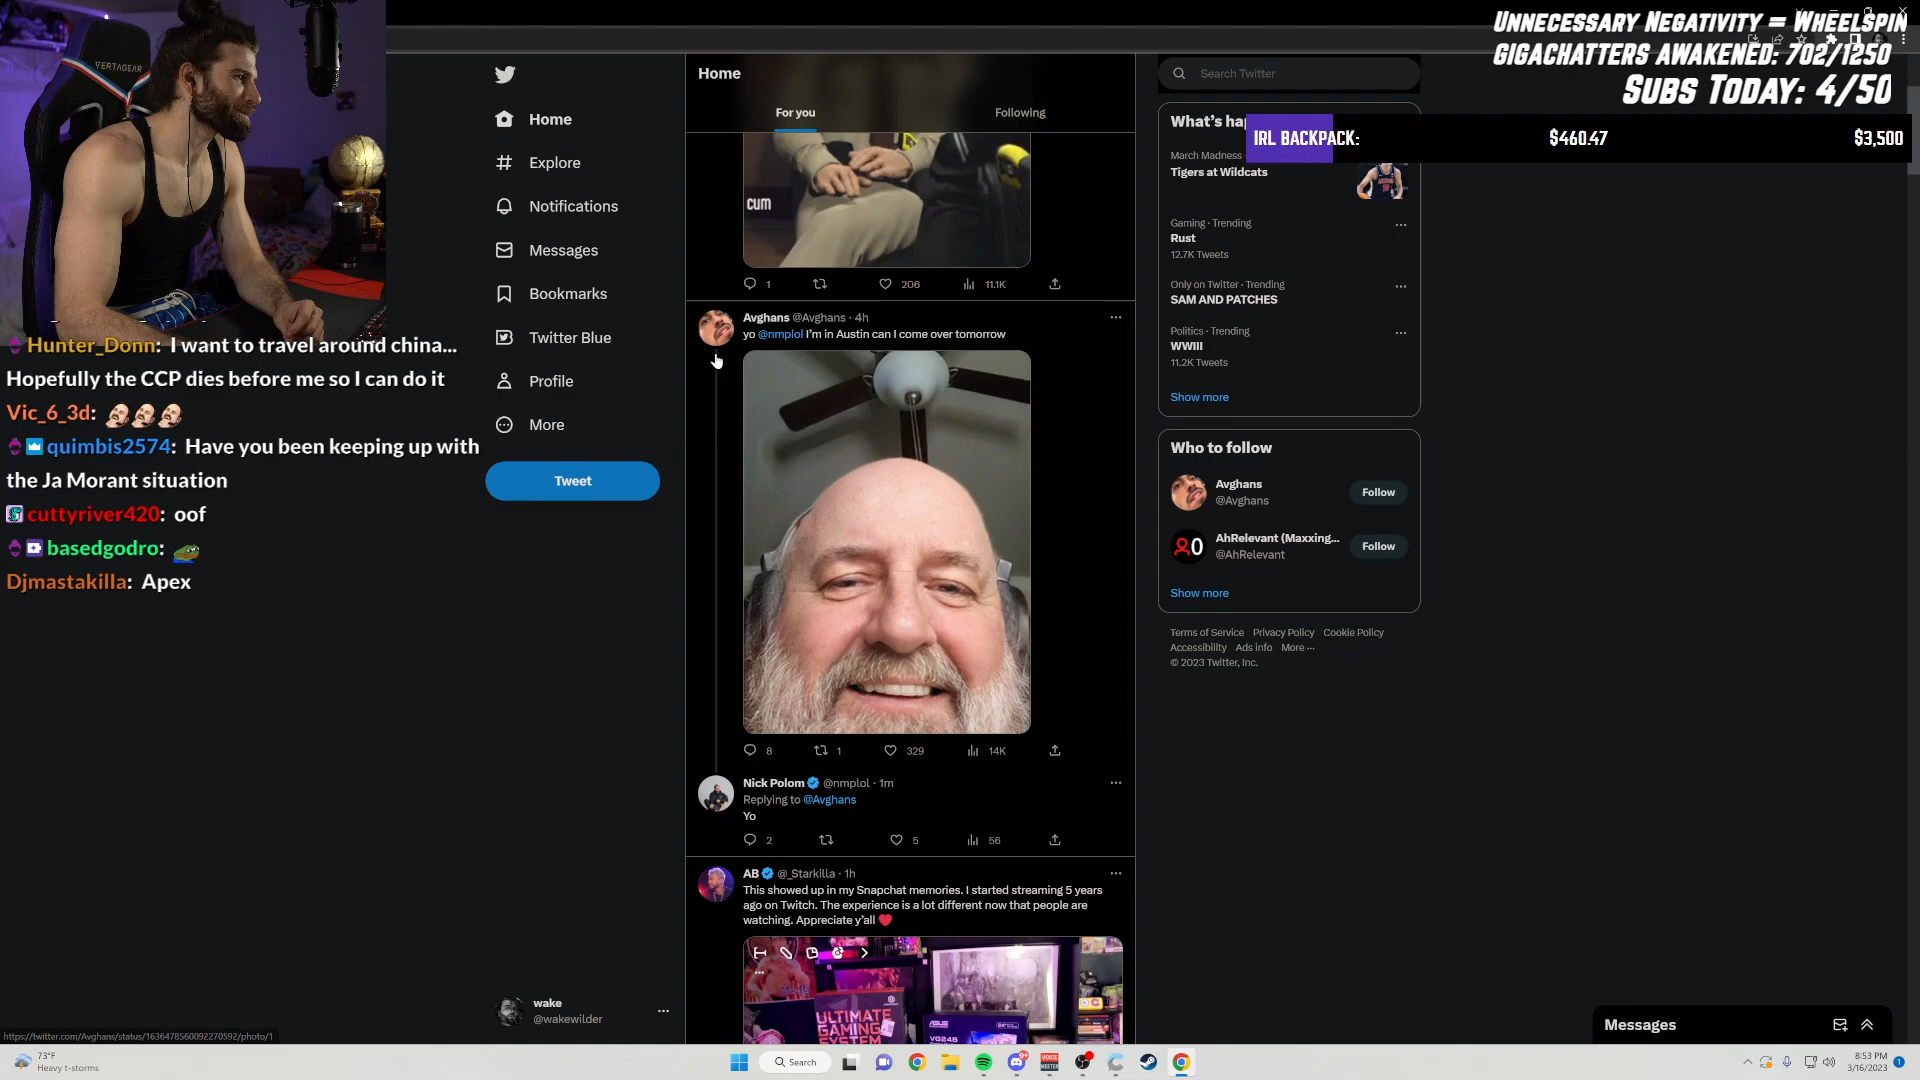 UNNECESSARY NEGATIVITY = WHEELSPIN
GIGACHATTERS AWAKENED: 702/1250
SUBS TODAY: 4/50
IRL BACKPACK: $460.47 $3,500
VERTAGEAR
Hunter_Donn: I want to travel around china...
Hopefully the CCP dies before me so I can do it
Vic_6_3d:
quimbis2574: Have you been keeping up with
the Ja Morant situation
cuttyriver420: oof
basedgodro:
Djmastakilla: Apex
Home
Explore
Notifications
Messages
Bookmarks
Twitter Blue
Profile
More
Tweet
wake
@wakewilder
Home
For you Following
cum
1 206 11.1K
Avghans @Avghans · 4h
yo @nmplol I'm in Austin can I come over tomorrow
8 1 329 14K
Nick Polom @nmplol · 1m
Replying to @Avghans
Yo
2 5 56
AB @_Starkilla · 1h
This showed up in my Snapchat memories. I started streaming 5 years
ago on Twitch. The experience is a lot different now that people are
watching. Appreciate y'all
ULTIMATE
GAMING
SYSTEM
ASUS
VG248
Search Twitter
What's ha
March Madness
Tigers at Wildcats
Gaming · Trending
Rust
12.7K Tweets
Only on Twitter · Trending
SAM AND PATCHES
Politics · Trending
WWIII
11.2K Tweets
Show more
Who to follow
Avghans
@Avghans
Follow
AhRelevant (Maxxing...
@AhRelevant
Follow
Show more
Terms of Service Privacy Policy Cookie Policy
Accessibility Ads info More ···
© 2023 Twitter, Inc.
Messages
https://twitter.com/Avghans/status/1636478560092270592/photo/1
73°F
Heavy t-storms
Search
8:53 PM
3/16/2023
1